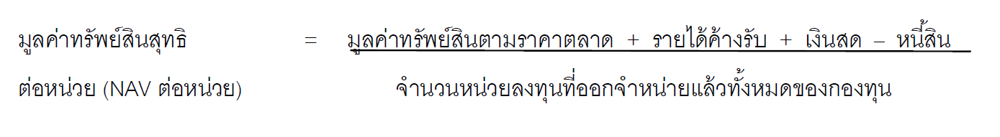 มูลค่าทรัพย์สินสุทธิ = มูลค่าทรัพย์สินตามราคาตลาด + รายได้ค้างรับ + เงินสด – หนี้สิน
ต่อหน่วย (NAV ต่อหน่วย) จำนวนหน่วยลงทุนที่ออกจำหน่ายแล้วทั้งหมดของกองทุน